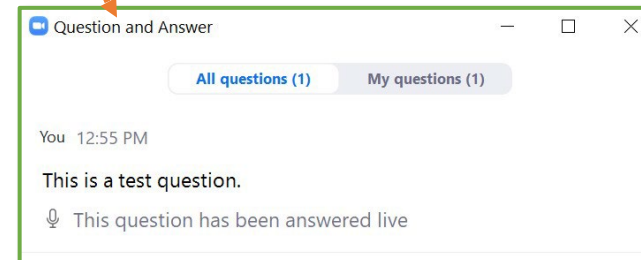 Question and Answer
All questions (1) My questions (1)
You 12:55 PM
This is a test question.
This question has been answered live